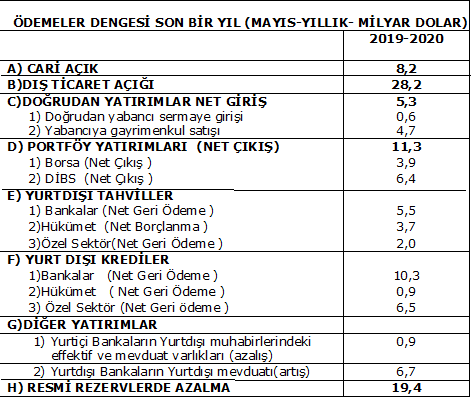 ÖDEMELER DENGESİ SON BİR YIL (MAYIS-YILLIK- MİLYAR DOLAR)
2019-2020
A) CARİ AÇIK 8,2
B)DIŞ TİCARET AÇIĞI 28,2
C)DOĞRUDAN YATIRIMLAR NET GİRİŞ 5,3
1) Doğrudan yabancı sermaye girişi 0,6
2) Yabancıya gayrimenkul satışı 4,7
D) PORTFÖY YATIRIMLARI (NET ÇIKIŞ) 11,3
1) Borsa (Net Çıkış ) 3,9
2) DİBS (Net Çıkış ) 6,4
E) YURTDIŞI TAHVİLLER
1) Bankalar (Net Geri Ödeme ) 5,5
2)Hükümet (Net Borçlanma ) 3,7
3)Özel Sektör(Net Geri Ödeme ) 2,0
F) YURT DIŞI KREDİLER
1)Bankalar (Net Geri Ödeme ) 10,3
2)Hükümet ( Net Geri Ödeme ) 0,9
3) Özel Sektör (Net Geri ödeme ) 6,5
G)DİĞER YATIRIMLAR
1) Yurtiçi Bankaların Yurtdışı muhabirlerindeki
effektif ve mevduat varlıkları (azalış) 0,9
2) Yurtdışı Bankaların Yurtdışı mevduatı(artış) 6,7
H) RESMİ REZERVLERDE AZALMA 19,4